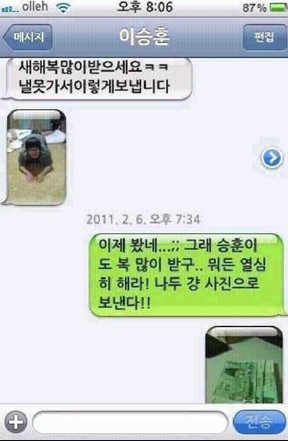 olleh 오후 8:06 87%
메시지 이승훈 편집
새해복많이받으세요ㅋㅋ
낼못가서이렇게보냅니다
2011. 2. 6. 오후 7:34
이제 봤네...;; 그래 승훈이
도 복 많이 받구.. 뭐든 열심
히 해라! 나두 걍 사진으로
보낸다!!
전송